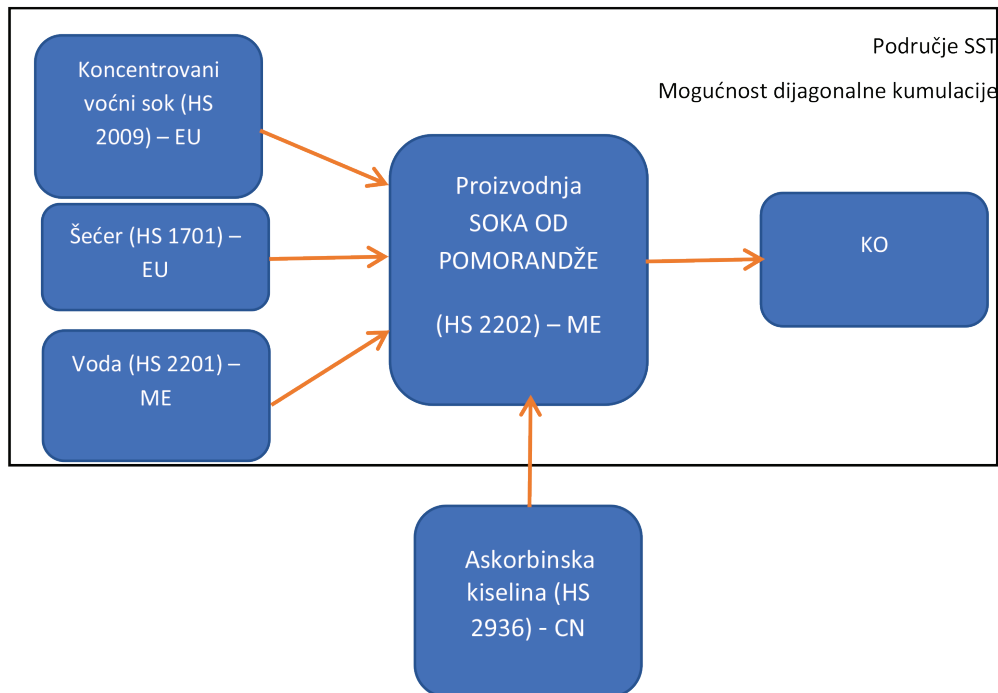 Područje SST
Mogućnost dijagonalne kumulacije
Koncentrovani
voćni sok (HS
2009) – EU
Šećer (HS 1701) –
EU
Voda (HS 2201) –
ME
Proizvodnja
SOKA OD
POMORANDŽE
(HS 2202) – ME
KO
Askorbinska
kiselina (HS
2936) - CN